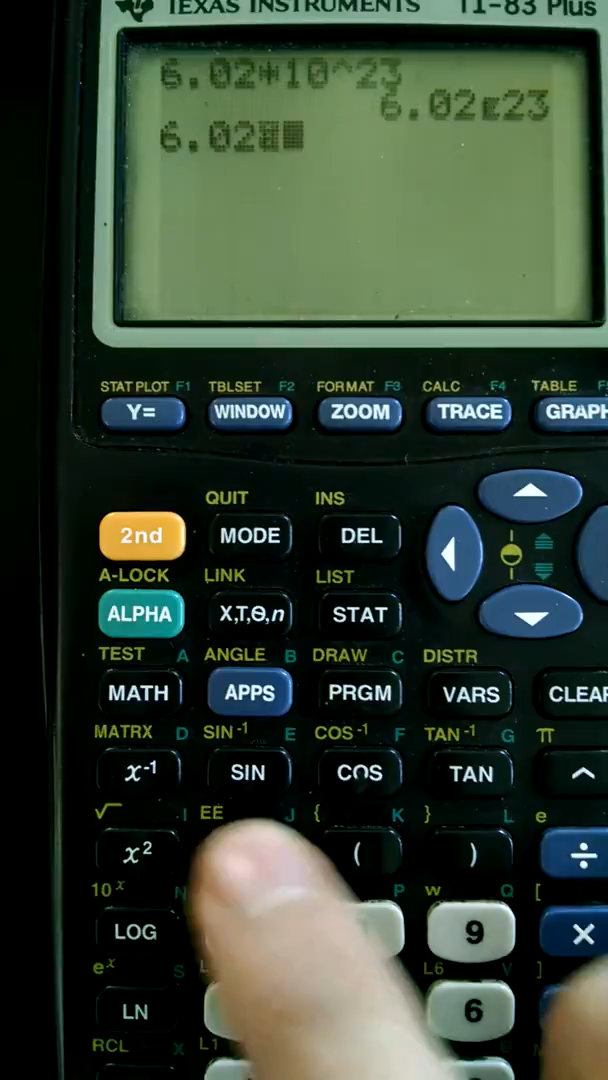 TEXAS INSTRUMENTS TI-83 Plus
6.02*10^23
6.02E23
6.02E
STAT PLOT F1 TBLSET F2 FORMAT F3 CALC F4 TABLE
Y= WINDOW ZOOM TRACE GRAPH
QUIT INS
2nd MODE DEL
A-LOCK LINK LIST
ALPHA X,T,Θ,n STAT
TEST A ANGLE B DRAW C DISTR
MATH APPS PRGM VARS CLEAR
MATRX D SIN⁻¹ E COS⁻¹ F TAN⁻¹ G π
x⁻¹ SIN COS TAN ^
√ I EE J { K } L e
x² ( ) ÷
10ˣ N P w Q [
LOG 9 ×
eˣ S L6 V ]
LN 6
RCL X L1